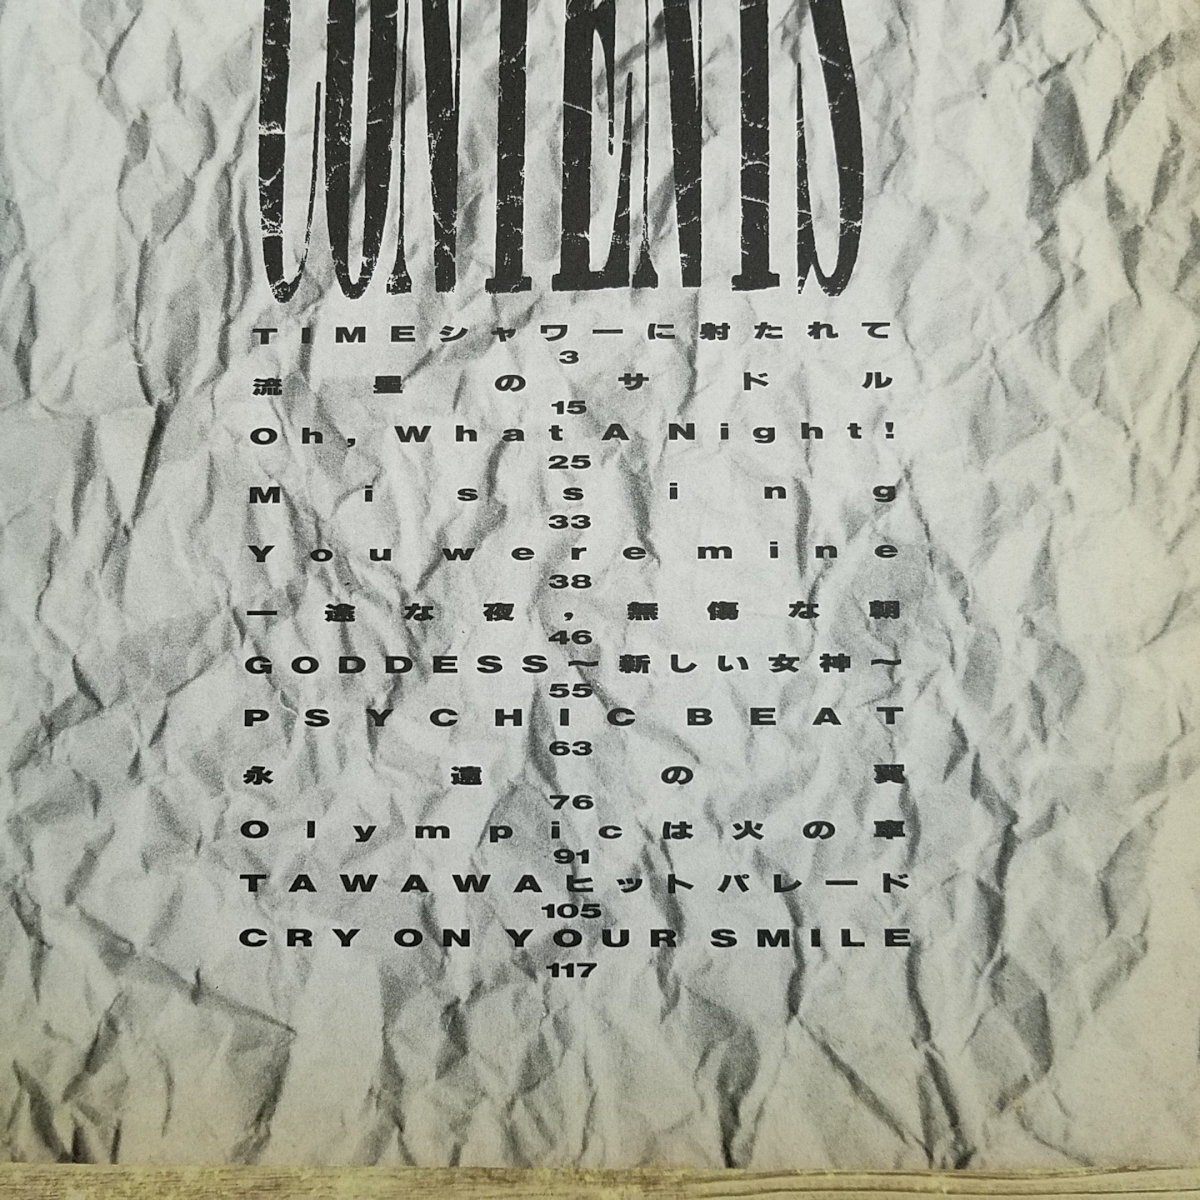 CONTENTS
TIMEシャワーに射たれて
3
流星のサドル
15
Oh, What A Night!
25
Missing
33
You were mine
38
一途な夜，無傷な朝
46
GODDESS～新しい女神～
55
PSYCHIC BEAT
63
永遠の翼
76
Olympicは火の車
91
TAWAWAヒットパレード
105
CRY ON YOUR SMILE
117